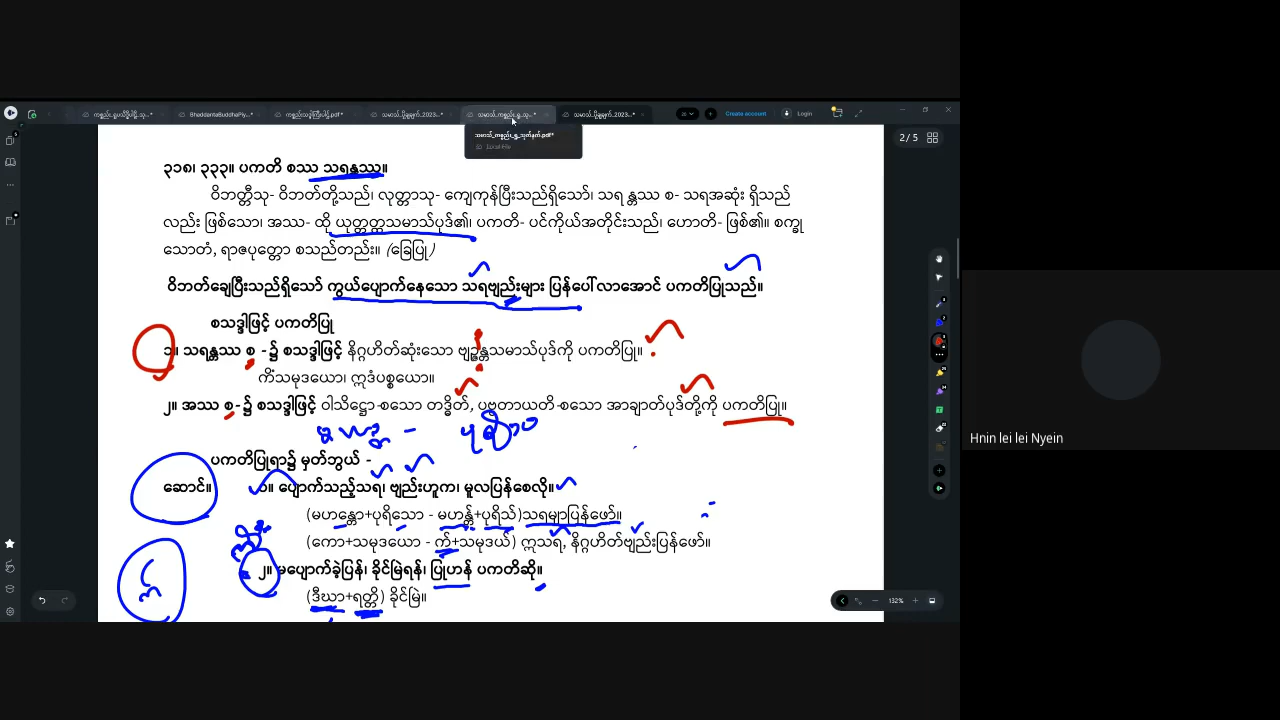 Create account
Login
2 / 5
၃၁၈၊ ၃၃၃။ ပကတိ စဿ သရန္တဿ။
ဝိဘတ္တီသု- ဝိဘတ်တို့သည်၊ လုတ္တာသု- ကျေကုန်ပြီးသည်ရှိသော်၊ သရ န္တဿ စ- သရအဆုံး ရှိသည်
လည်း ဖြစ်သော၊ အဿ- ထို ယုတ္တတ္ထသမာသ်ပုဒ်၏၊ ပကတိ- ပင်ကိုယ်အတိုင်းသည်၊ ဟောတိ- ဖြစ်၏။ စက္ခု
သောတံ, ရာဇပုတ္တော စသည်တည်း။ (ခြေပြု)
ဝိဘတ်ချေပြီးသည်ရှိသော် ကွယ်ပျောက်နေသော သရဗျည်းများ ပြန်ပေါ်လာအောင် ပကတိပြုသည်။
စသဒ္ဒါဖြင့် ပကတိပြု
၁။ သရန္တဿ စ -၌ စသဒ္ဒါဖြင့် နိဂ္ဂဟိတ်ဆုံးသော ဗျဉ္ဇန္တသမာသ်ပုဒ်ကို ပကတိပြု။
ကိံသမုဒယော၊ ဣဒံပစ္စယော။
၂။ အဿ စ-၌ စသဒ္ဒါဖြင့် ဝါသိဋ္ဌော-စသော တဒ္ဓိတ်, ပဗ္ဗတာယတိ-စသော အာချာတ်ပုဒ်တို့ကို ပကတိပြု။
ပကတိပြုရာ၌ မှတ်ဘွယ် -
ဆောင်။ ၁။ ပျောက်သည့်သရ၊ ဗျည်းဟူက၊ မူလပြန်စေလို။
(မဟန္တော+ပုရိသော - မဟန္တ်+ပုရိသ်)သရမျာပြန်ဖော်။
(ကော+သမုဒယော - က်+သမုဒယ်) ဣသရ, နိဂ္ဂဟိတ်ဗျည်းပြန်ဖော်။
၂။ မပျောက်ခဲ့ပြန်၊ ခိုင်မြဲရန်၊ ပြုဟန် ပကတိဆို။
(ဒီဃာ+ရတ္တိ) ခိုင်မြဲ။
132%
Hnin lei lei Nyein